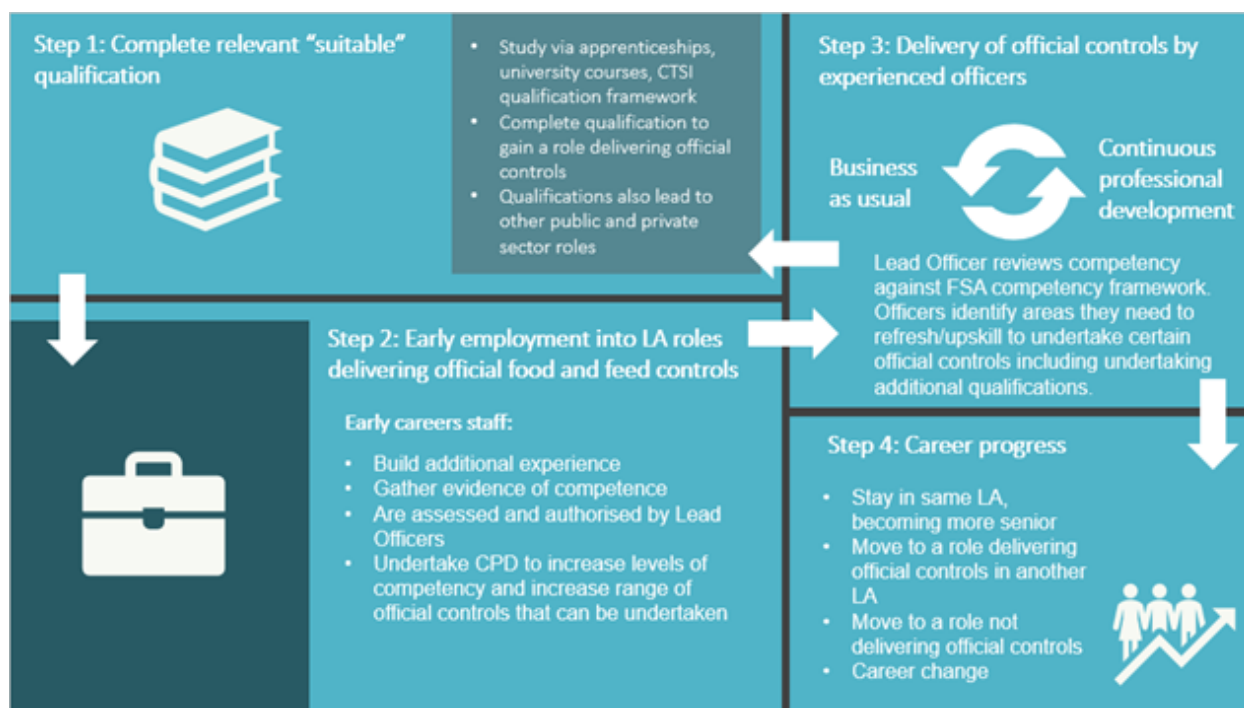 Step 1: Complete relevant “suitable”
qualification
• Study via apprenticeships,
university courses, CTSI
qualification framework
• Complete qualification to
gain a role delivering official
controls
• Qualifications also lead to
other public and private
sector roles
Step 2: Early employment into LA roles
delivering official food and feed controls
Early careers staff:
• Build additional experience
• Gather evidence of competence
• Are assessed and authorised by Lead
Officers
• Undertake CPD to increase levels of
competency and increase range of
official controls that can be undertaken
Step 3: Delivery of official controls by
experienced officers
Business
as usual
Continuous
professional
development
Lead Officer reviews competency
against FSA competency framework.
Officers identify areas they need to
refresh/upskill to undertake certain
official controls including undertaking
additional qualifications.
Step 4: Career progress
• Stay in same LA,
becoming more senior
• Move to a role delivering
official controls in another
LA
• Move to a role not
delivering official controls
• Career change